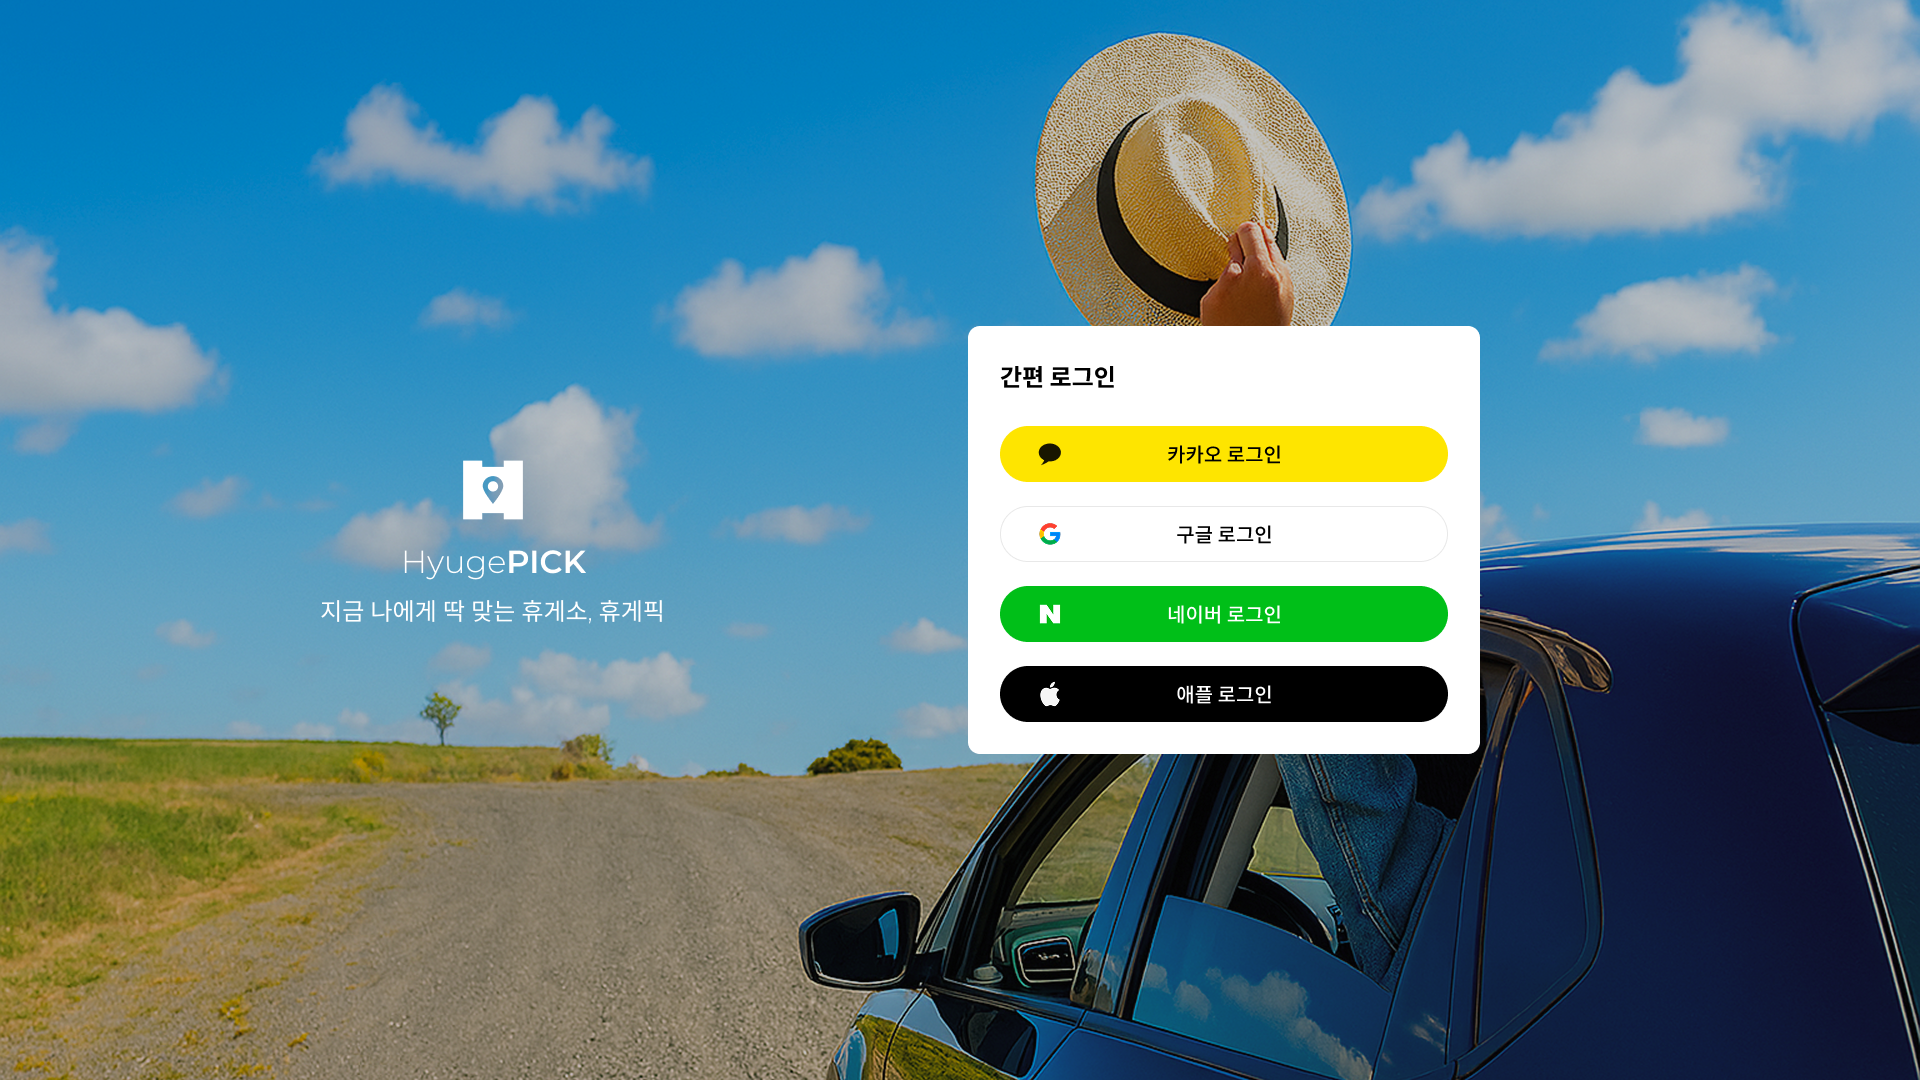 HyugePICK
지금 나에게 딱 맞는 휴게소, 휴게픽
간편 로그인
카카오 로그인
구글 로그인
네이버 로그인
애플 로그인